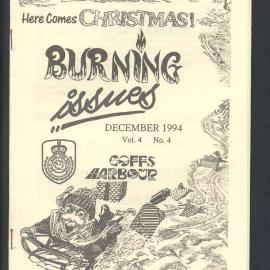 Here Comes CHRISTMAS!
BURNING
issues
DECEMBER 1994
Vol. 4 No. 4
COFFS
HARBOUR